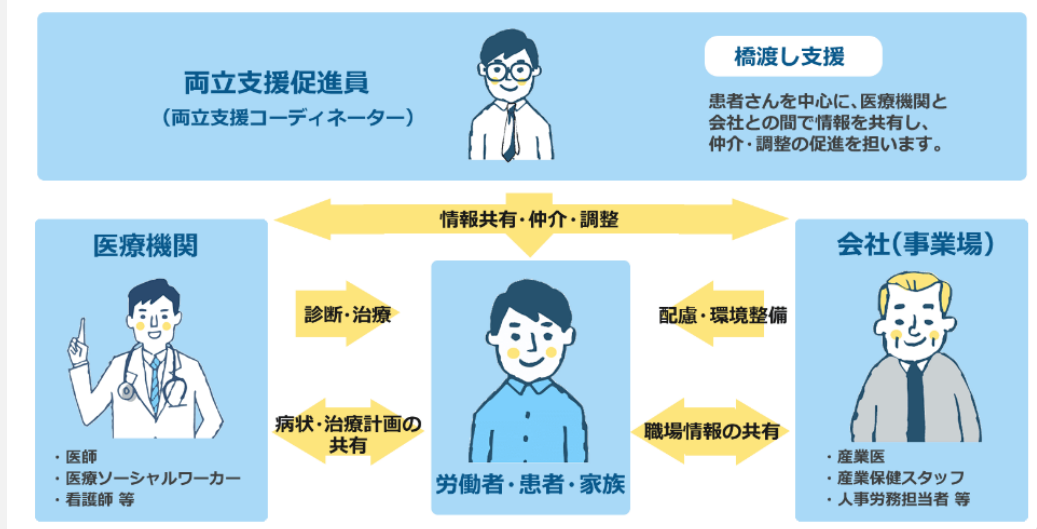 両立支援促進員
（両立支援コーディネーター）
橋渡し支援
患者さんを中心に、医療機関と
会社との間で情報を共有し、
仲介・調整の促進を担います。
情報共有・仲介・調整
医療機関
診断・治療
病状・治療計画の
共有
・医師
・医療ソーシャルワーカー
・看護師 等
労働者・患者・家族
配慮・環境整備
職場情報の共有
会社（事業場）
・産業医
・産業保健スタッフ
・人事労務担当者 等